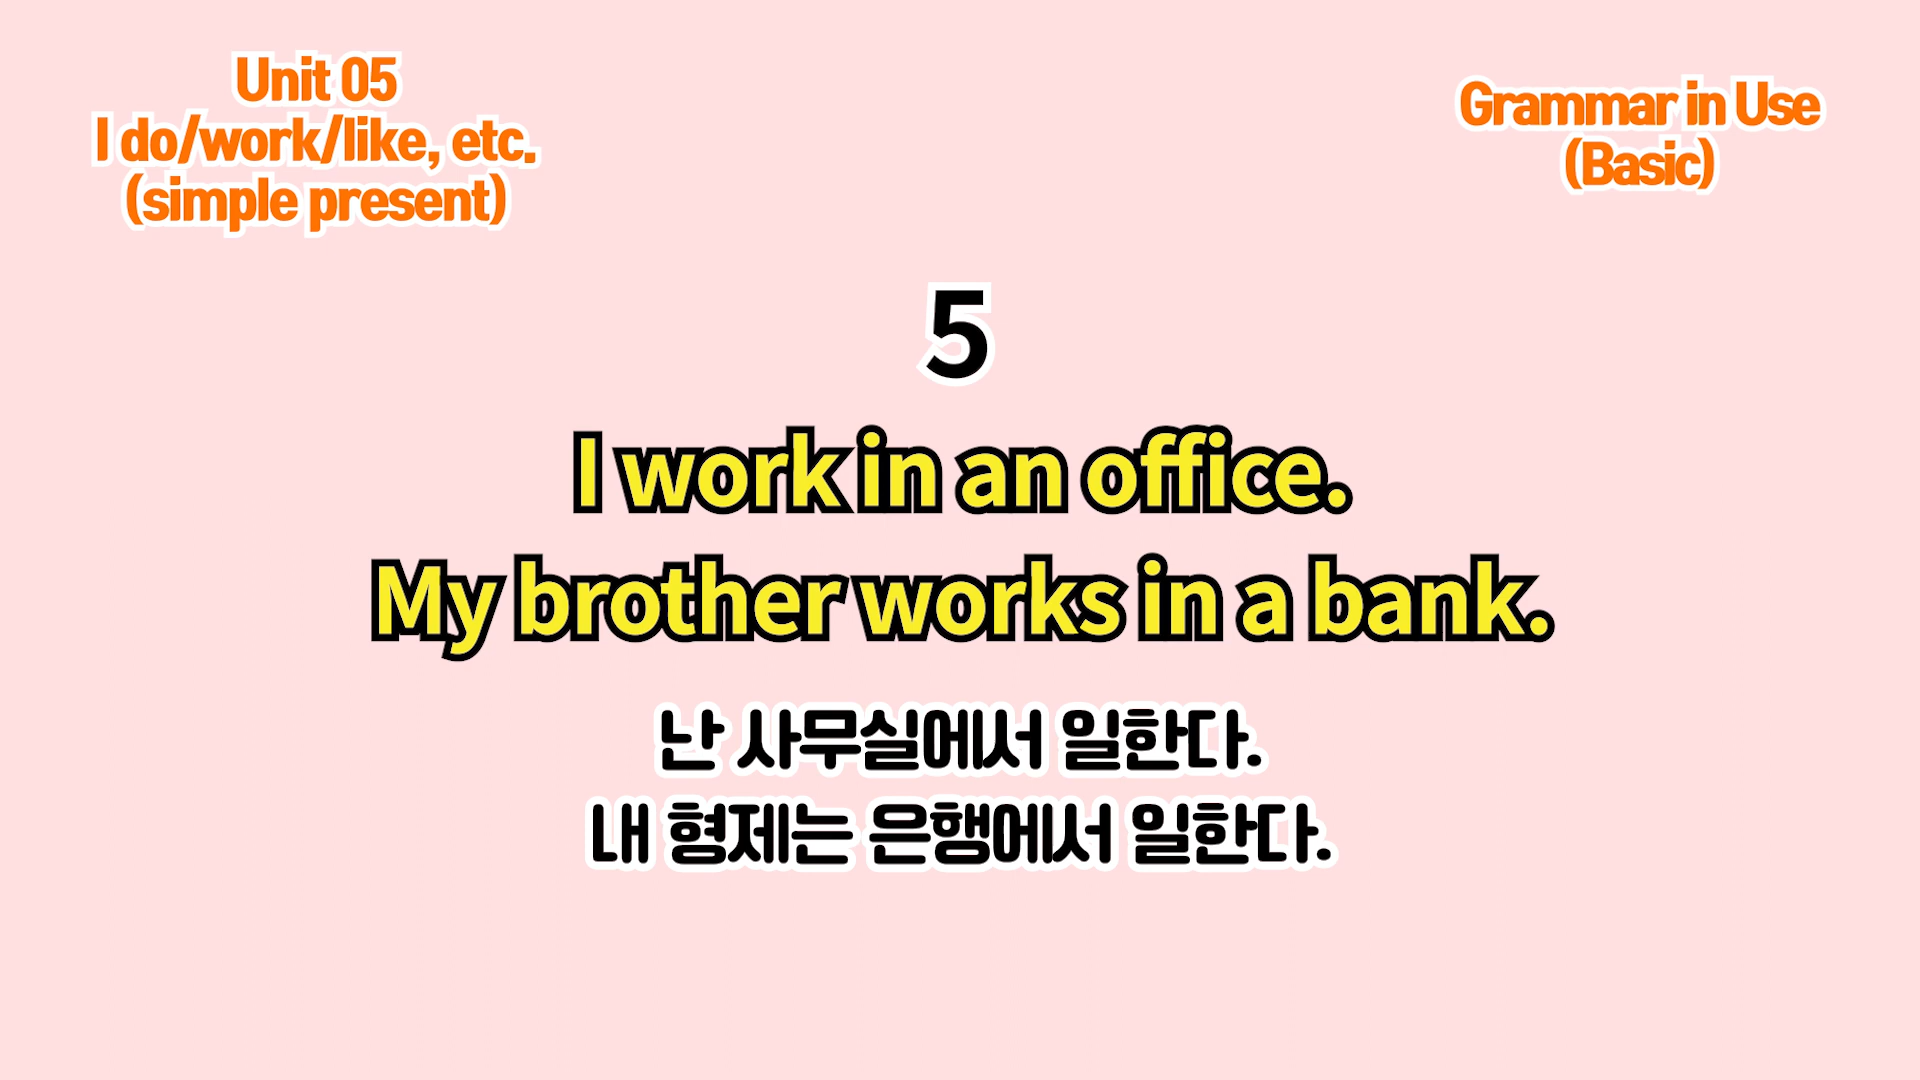 Unit 05
I do/work/like, etc.
(simple present)
Grammar in Use
(Basic)
5
I work in an office.
My brother works in a bank.
난 사무실에서 일한다.
내 형제는 은행에서 일한다.